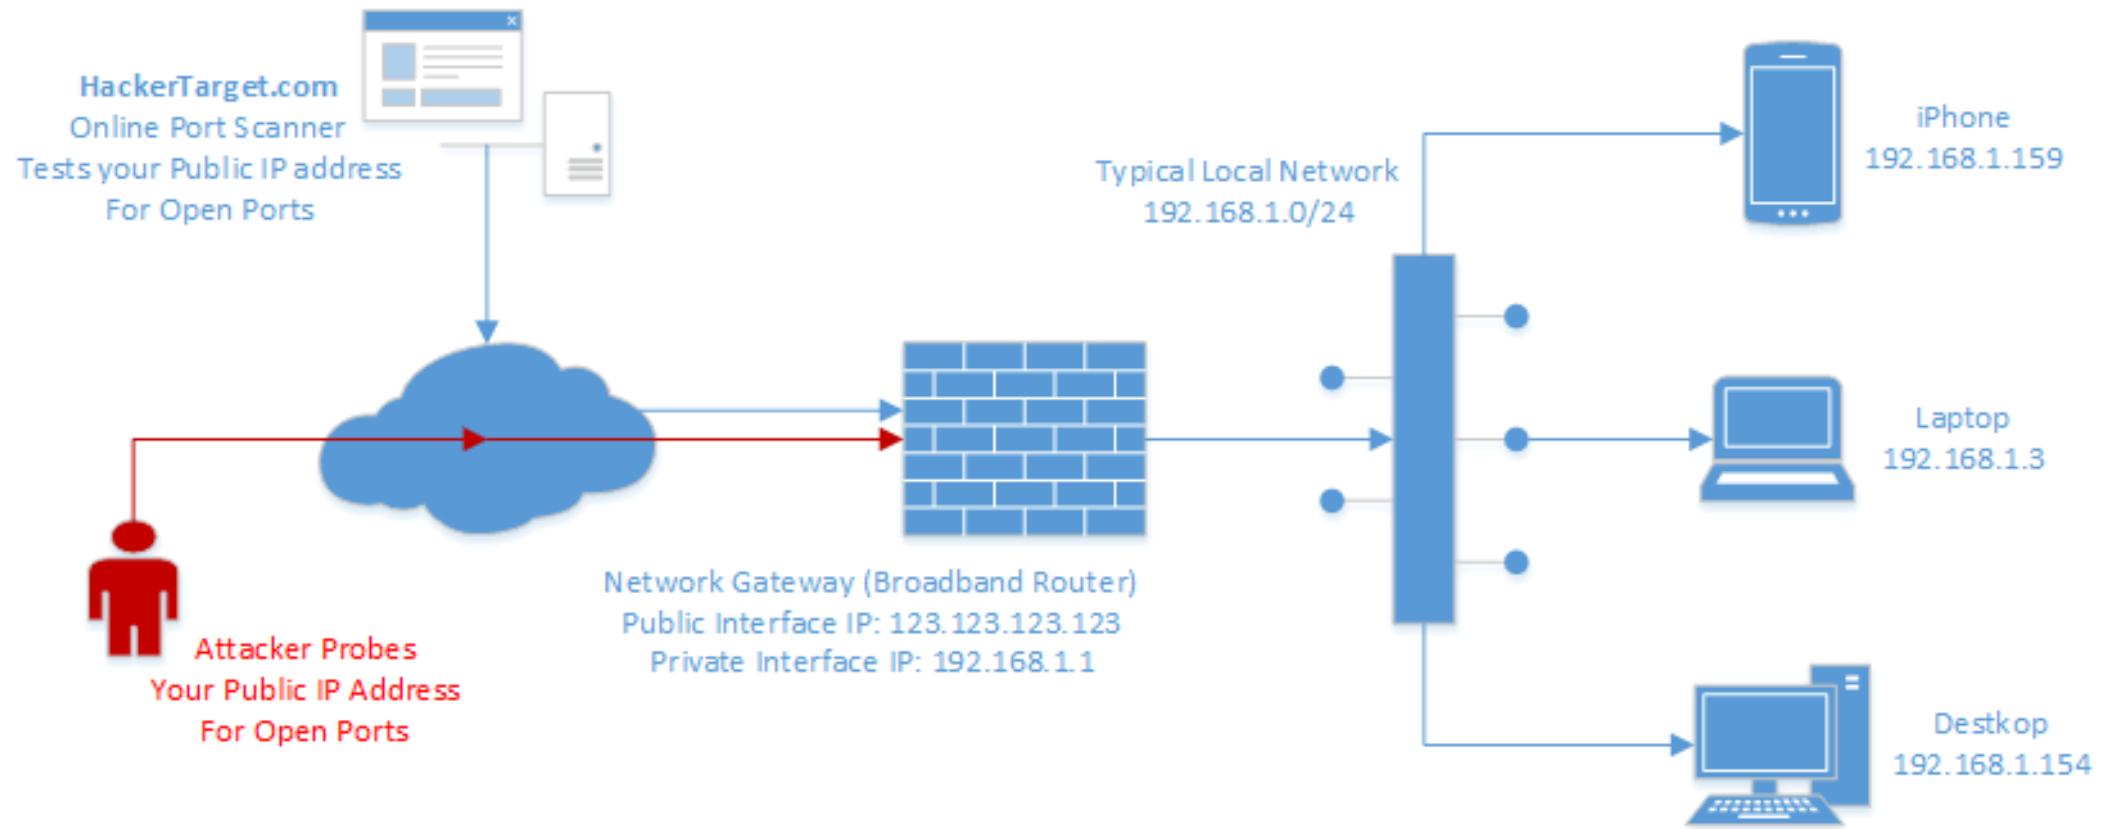 HackerTarget.com
Online Port Scanner
Tests your Public IP address
For Open Ports
Typical Local Network
192.168.1.0/24
iPhone
192.168.1.159
Laptop
192.168.1.3
Network Gateway (Broadband Router)
Public Interface IP: 123.123.123.123
Private Interface IP: 192.168.1.1
Attacker Probes
Your Public IP Address
For Open Ports
Destkop
192.168.1.154